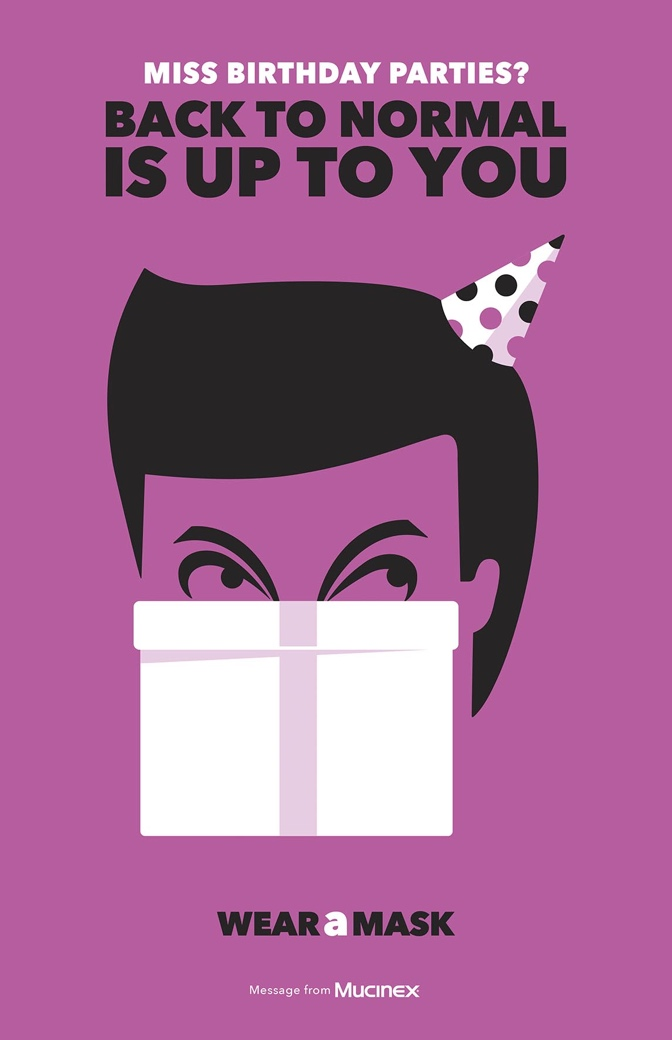 MISS BIRTHDAY PARTIES?
BACK TO NORMAL
IS UP TO YOU
WEAR a MASK
Message from Mucinex